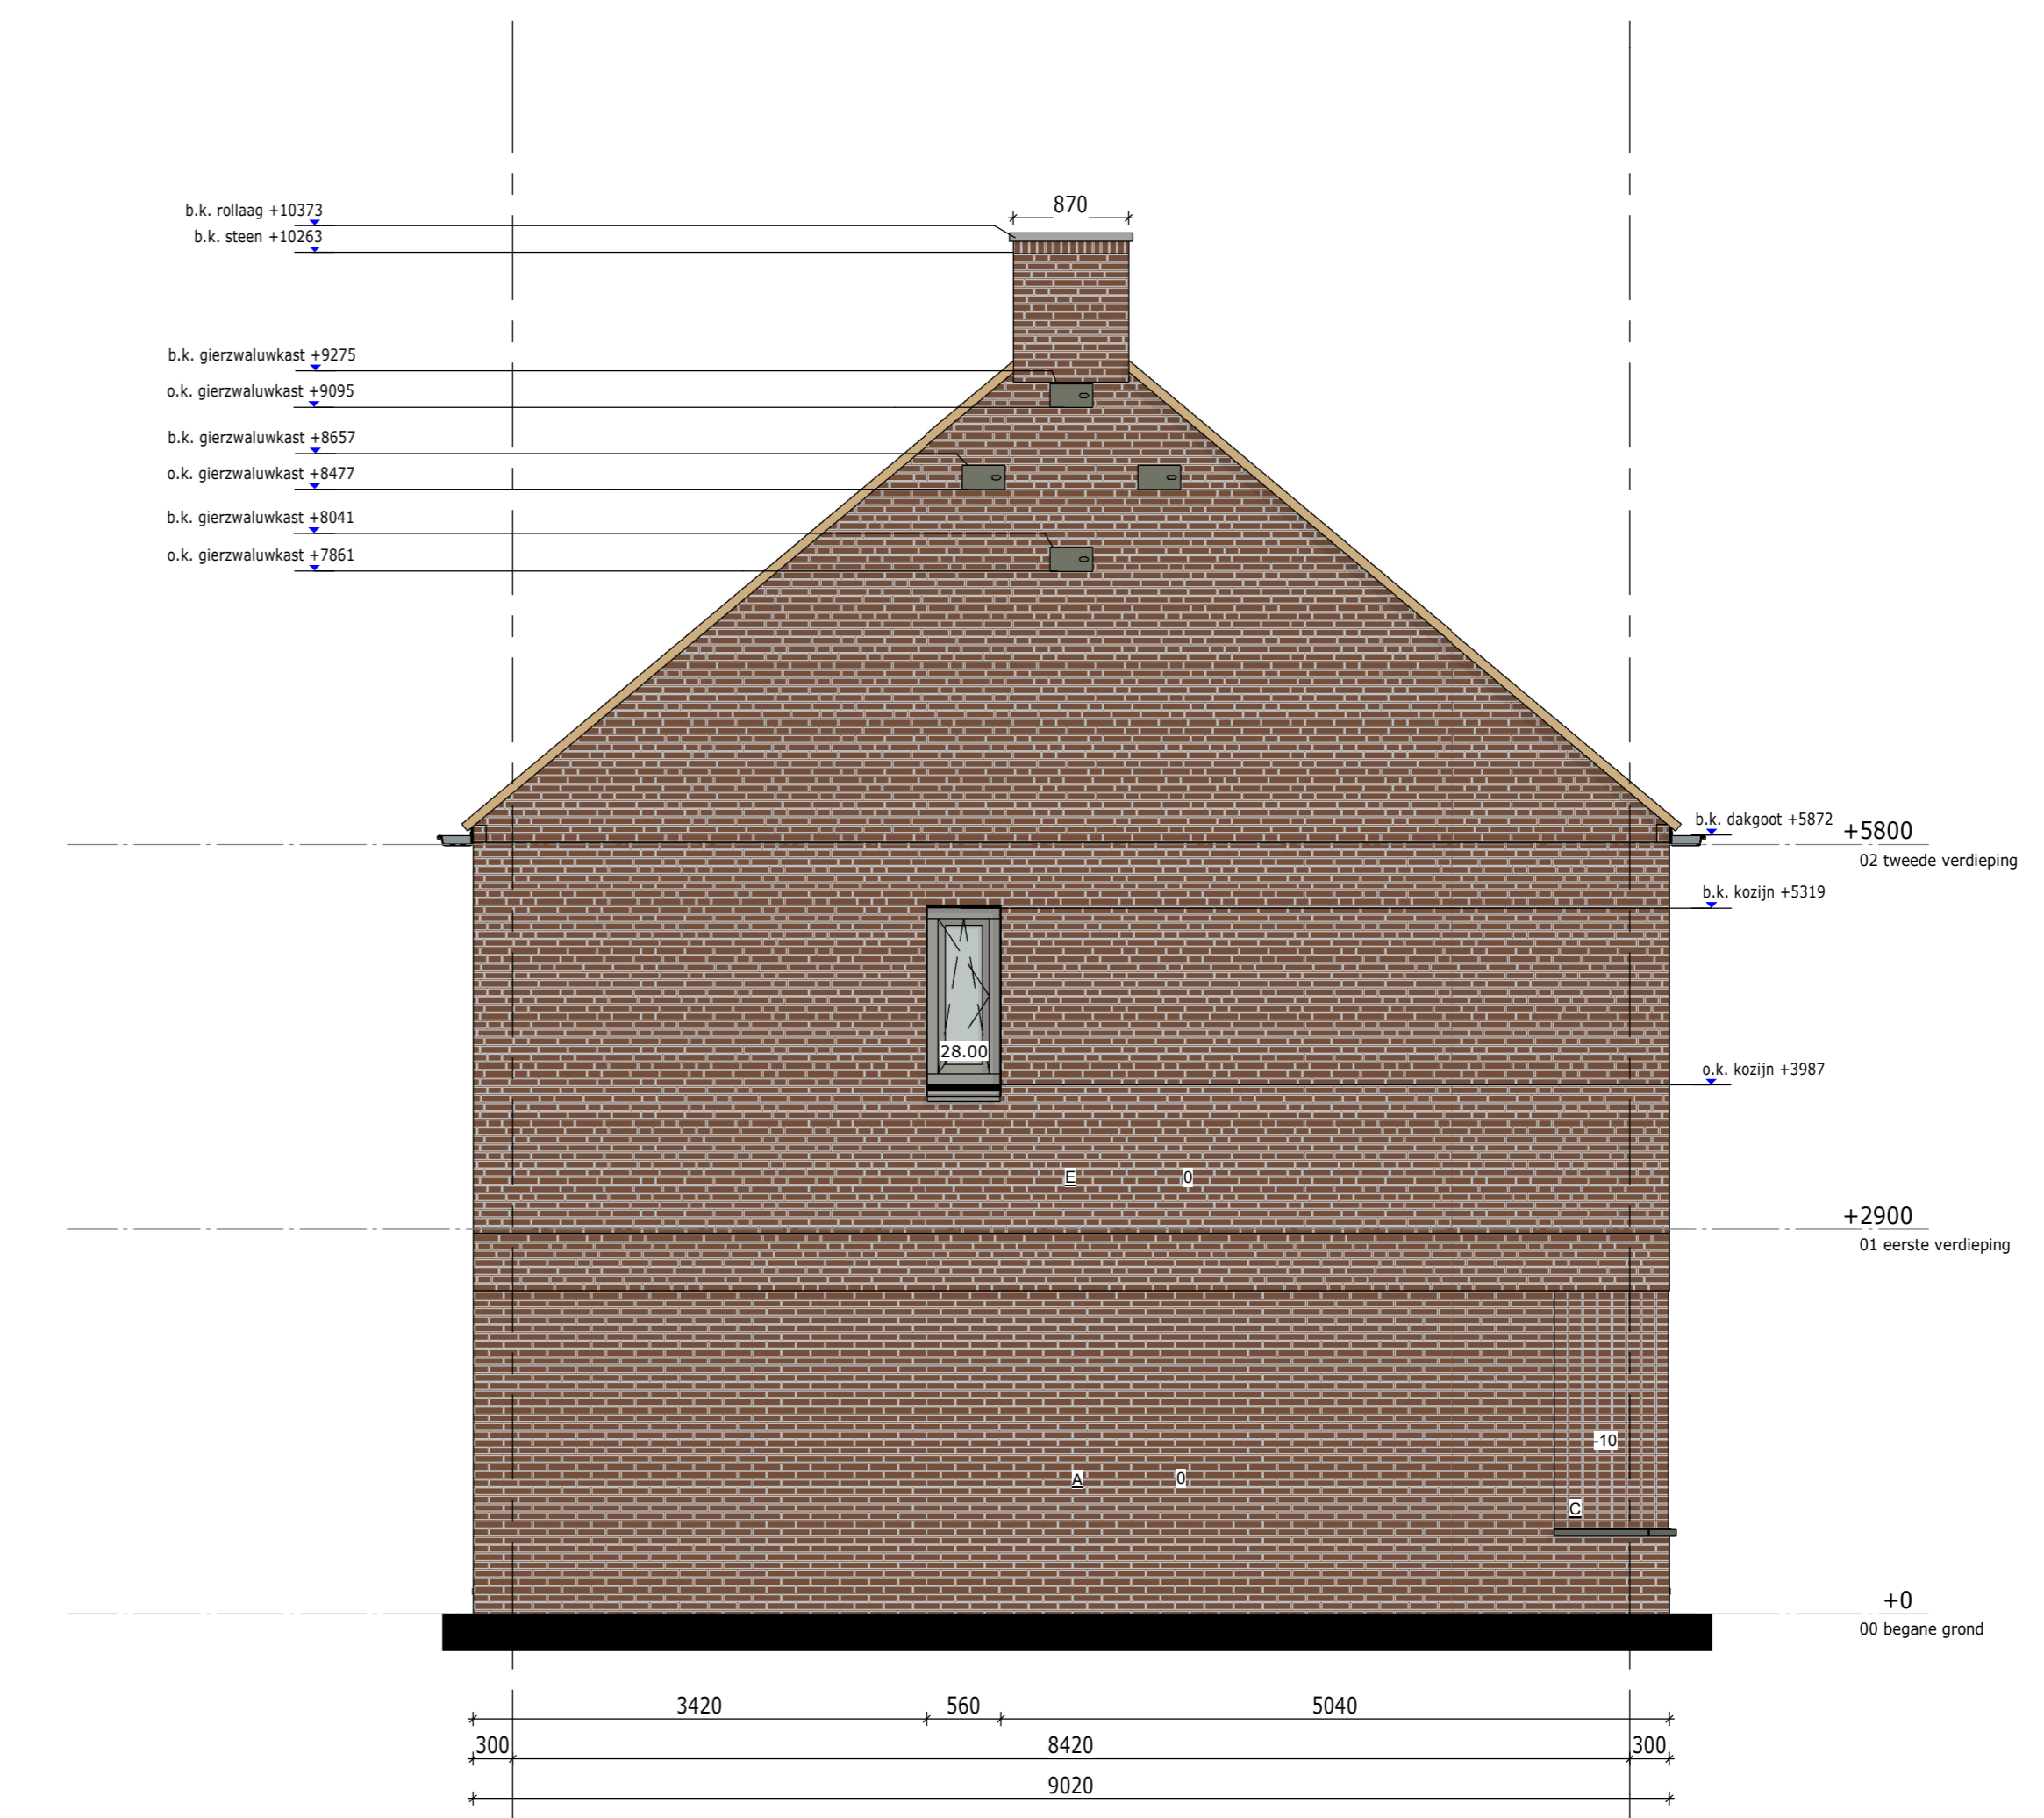 870
b.k. rollaag +10373
b.k. steen +10263
b.k. gierzwaluwkast +9275
o.k. gierzwaluwkast +9095
b.k. gierzwaluwkast +8657
o.k. gierzwaluwkast +8477
b.k. gierzwaluwkast +8041
o.k. gierzwaluwkast +7861
b.k. dakgoot +5872
+5800
02 tweede verdieping
b.k. kozijn +5319
28.00
o.k. kozijn +3987
E 0
+2900
01 eerste verdieping
-10
A 0
C
+0
00 begane grond
3420 560 5040
300 8420 300
9020